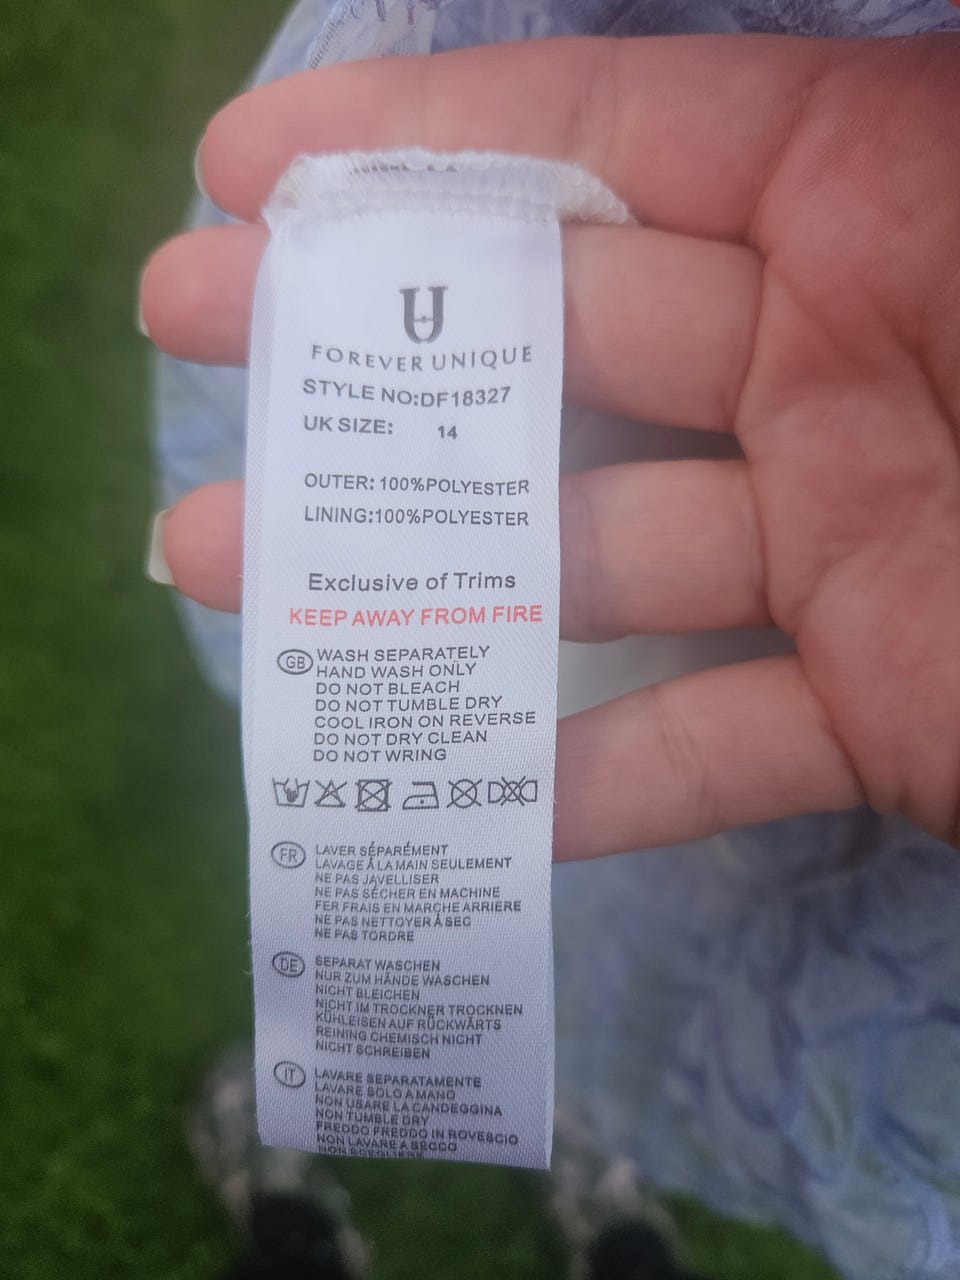 FOREVER UNIQUE
STYLE NO:DF18327
UK SIZE: 14
OUTER: 100%POLYESTER
LINING:100%POLYESTER
Exclusive of Trims
KEEP AWAY FROM FIRE
GB WASH SEPARATELY
HAND WASH ONLY
DO NOT BLEACH
DO NOT TUMBLE DRY
COOL IRON ON REVERSE
DO NOT DRY CLEAN
DO NOT WRING
FR LAVER SÉPARÉMENT
LAVAGE À LA MAIN SEULEMENT
NE PAS JAVELLISER
NE PAS SÉCHER EN MACHINE
FER FRAIS EN MARCHE ARRIERE
NE PAS NETTOYER À SEC
NE PAS TORDRE
DE SEPARAT WASCHEN
NUR ZUM HÄNDE WASCHEN
NICHT BLEICHEN
NICHT IM TROCKNER TROCKNEN
KÜHLEISEN AUF RÜCKWÄRTS
REINING CHEMISCH NICHT
NICHT SCHREIBEN
IT LAVARE SEPARATAMENTE
LAVARE SOLO A MANO
NON USARE LA CANDEGGINA
NON TUMBLE DRY
FREDDO FREDDO IN ROVESCIO
NON LAVARE A SECCO
NON